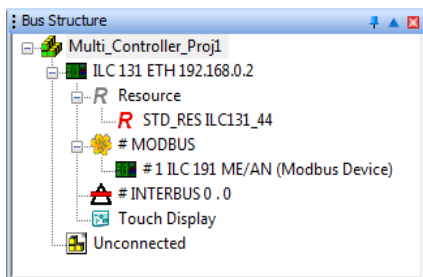 Bus Structure
Multi_Controller_Proj1
ILC 131 ETH 192.168.0.2
R Resource
R STD_RES ILC131_44
# MODBUS
# 1 ILC 191 ME/AN (Modbus Device)
# INTERBUS 0 . 0
Touch Display
Unconnected